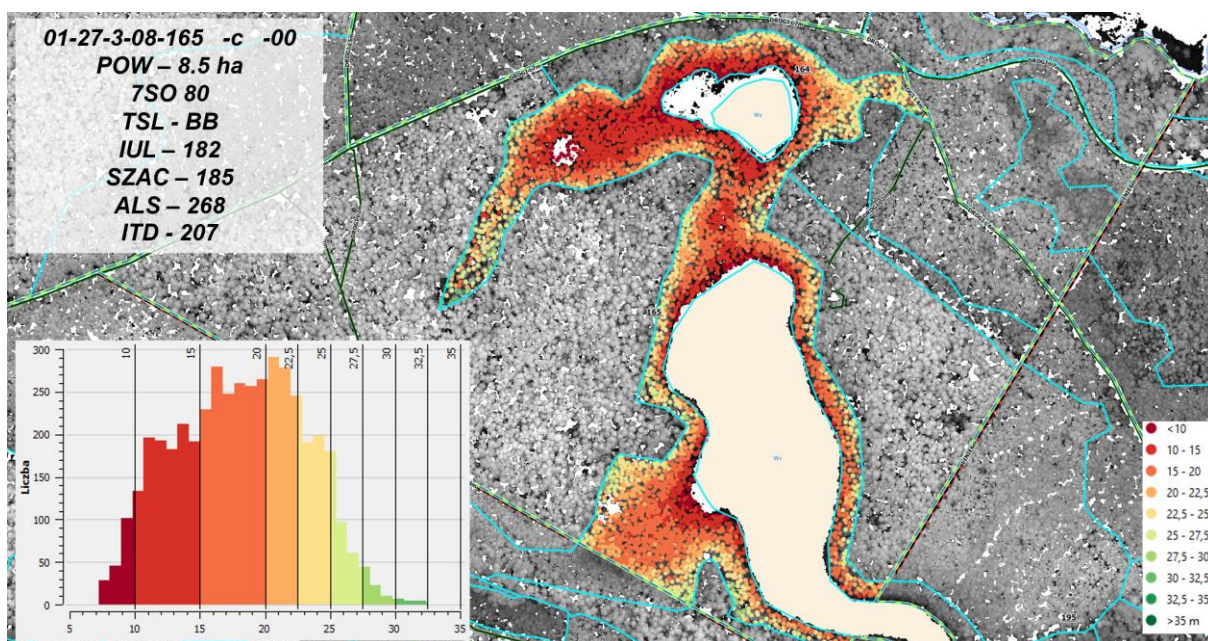 01-27-3-08-165 -c -00
POW – 8.5 ha
7SO 80
TSL - BB
IUL – 182
SZAC – 185
ALS – 268
ITD - 207
164
Ws
165
Ws
195
300
250
200
150
100
50
0
Liczba
10
15
20
22,5
25
27,5
30
32,5
35
5
10
15
20
25
30
35
<10
10 - 15
15 - 20
20 - 22,5
22,5 - 25
25 - 27,5
27,5 - 30
30 - 32,5
32,5 - 35
>35 m